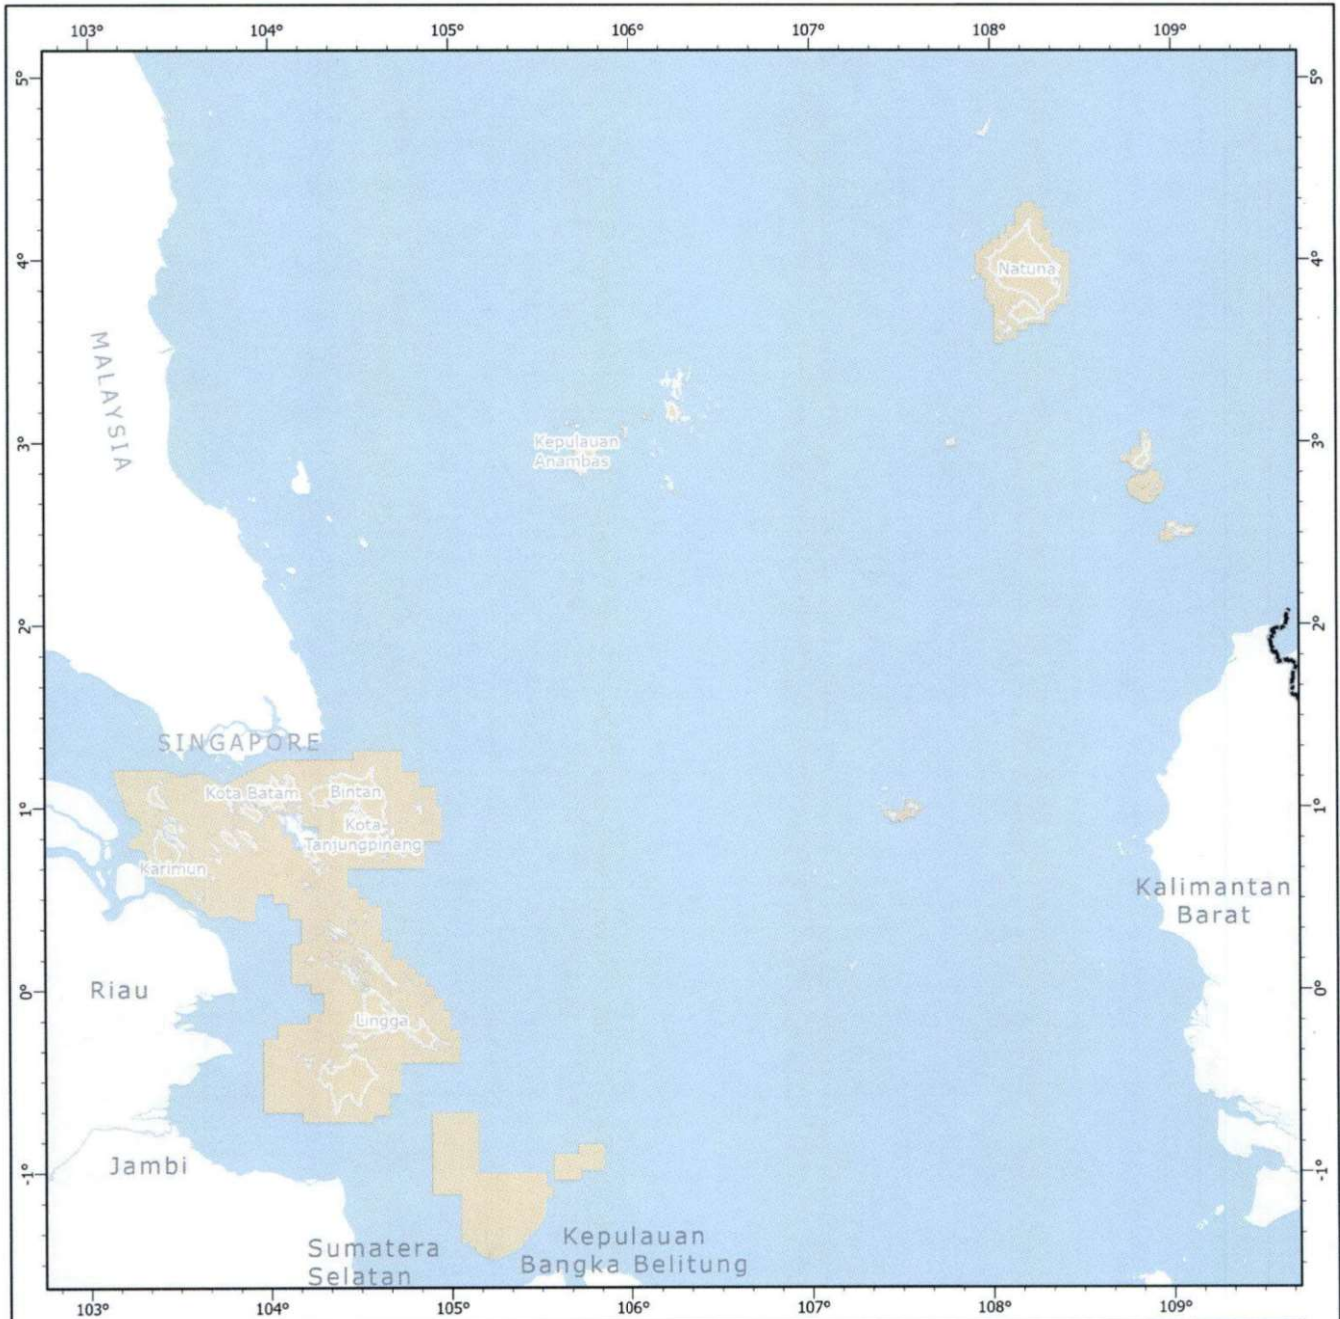 103° 104° 105° 106° 107° 108° 109°
5° 5°
4° 4°
Natuna
MALAYSIA
3° 3°
Kepulauan
Anambas
2° 2°
SINGAPORE
Kota Batam Bintan
1° 1°
Kota
Tanjungpinang
Karimun
Kalimantan
Barat
Riau
0° 0°
Lingga
-1° -1°
Jambi
Kepulauan
Bangka Belitung
Sumatera
Selatan
103° 104° 105° 106° 107° 108° 109°